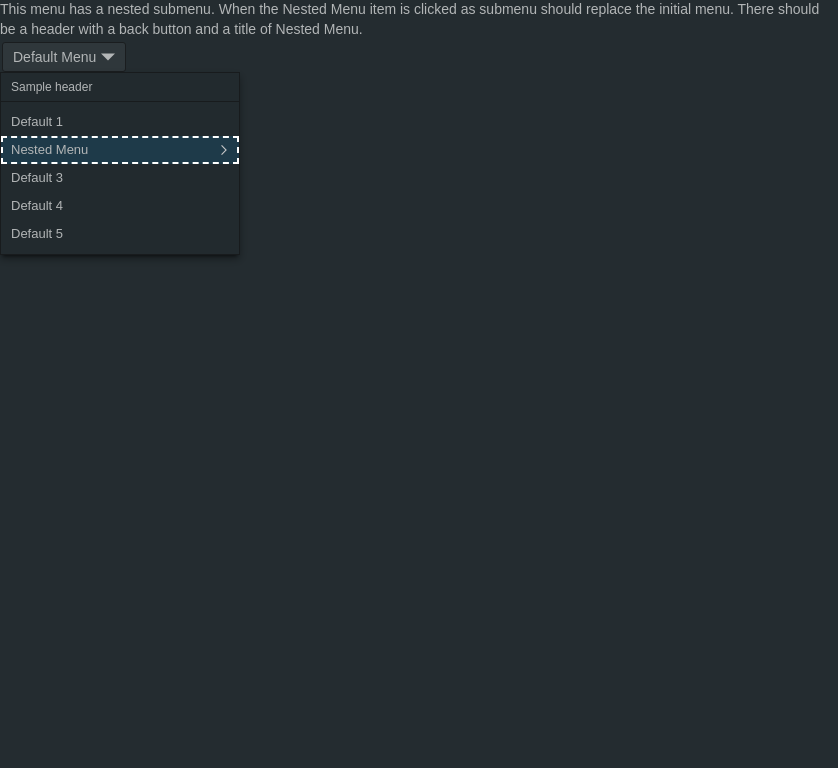 This menu has a nested submenu. When the Nested Menu item is clicked as submenu should replace the initial menu. There should
be a header with a back button and a title of Nested Menu.
Default Menu
Sample header
Default 1
Nested Menu
Default 3
Default 4
Default 5